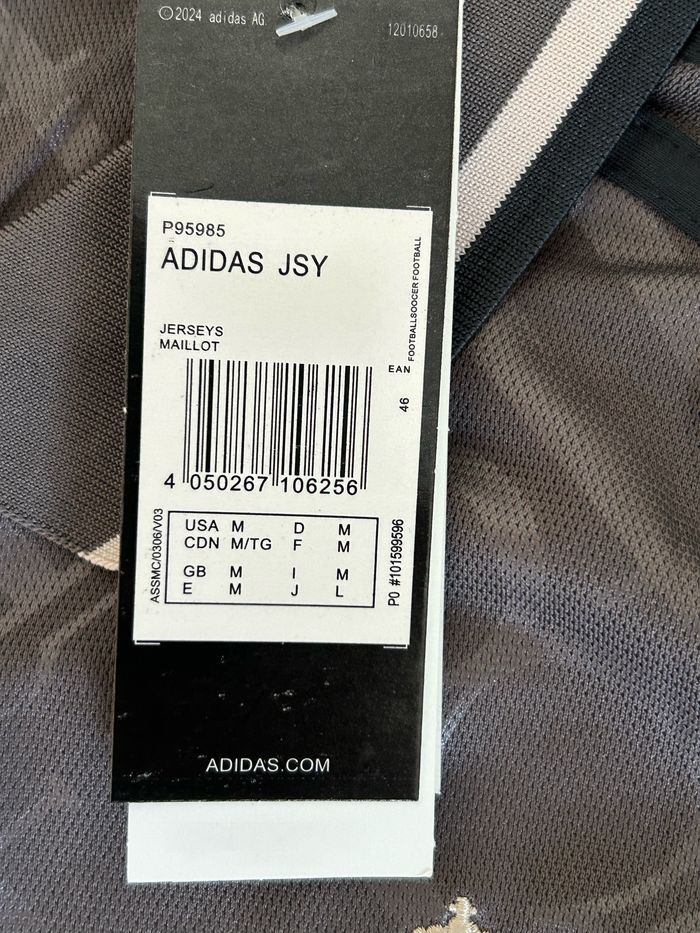 ©2024 adidas AG
12010658
P95985
ADIDAS JSY
JERSEYS
MAILLOT
FOOTBALLSOCCER FOOTBALL
EAN
46
4 050267 106256
USA M D M
CDN M/TG F M
GB M I M
E M J L
ASSMC/0306/V03
PO #101599596
ADIDAS.COM